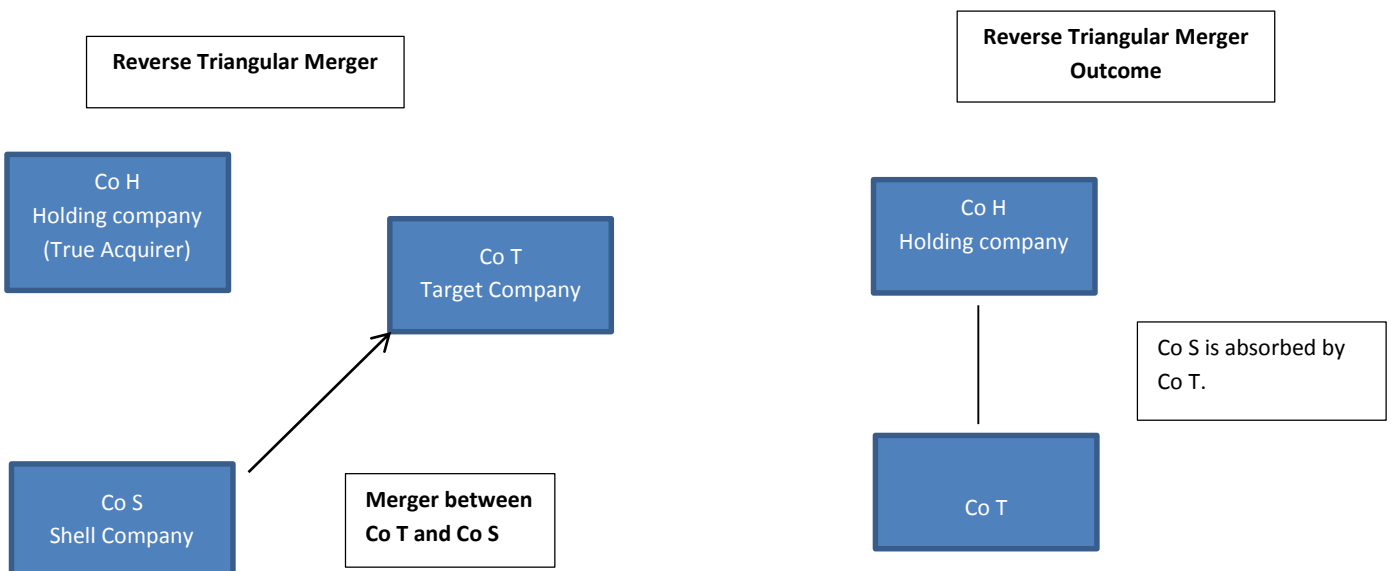 Reverse Triangular Merger
Co H
Holding company
(True Acquirer)
Co T
Target Company
Co S
Shell Company
Merger between
Co T and Co S
Reverse Triangular Merger
Outcome
Co H
Holding company
Co S is absorbed by
Co T.
Co T